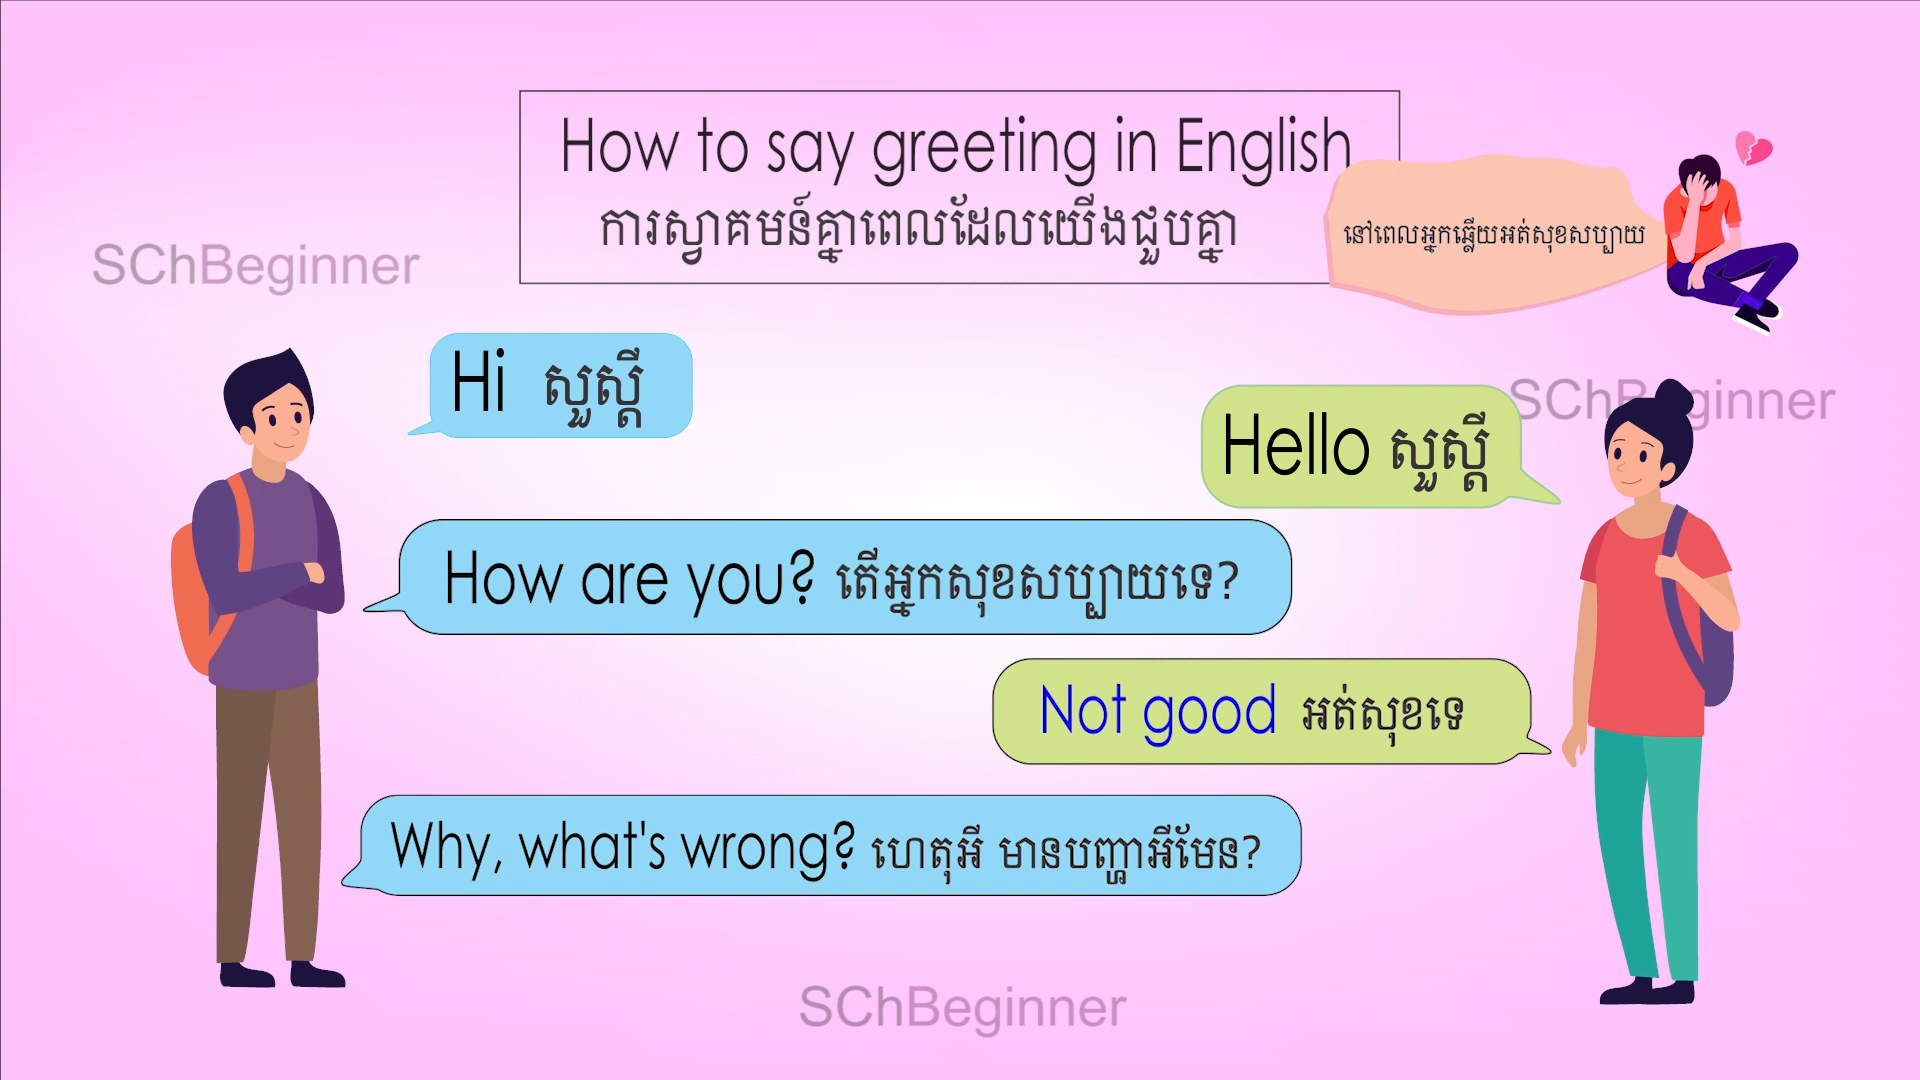 How to say greeting in English
ការស្វាគមន៍គ្នាពេលដែលយើងជួបគ្នា
នៅពេលអ្នកឆ្លើយអត់សុខសប្បាយ
SChBeginner
Hi សួស្តី
SChBeginner
Hello សួស្តី
How are you? តើអ្នកសុខសប្បាយទេ?
Not good អត់សុខទេ
Why, what's wrong? ហេតុអី មានបញ្ហាអីមែន?
SChBeginner